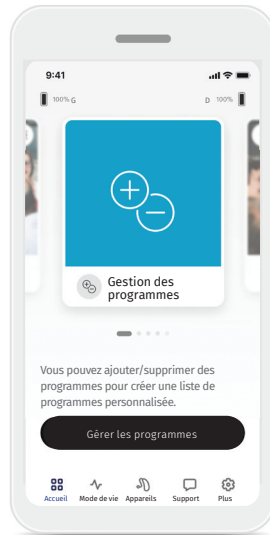 9:41
100% G
D 100%
Gestion des
programmes
Vous pouvez ajouter/supprimer des
programmes pour créer une liste de
programmes personnalisée.
Gérer les programmes
Accueil Mode de vie Appareils Support Plus